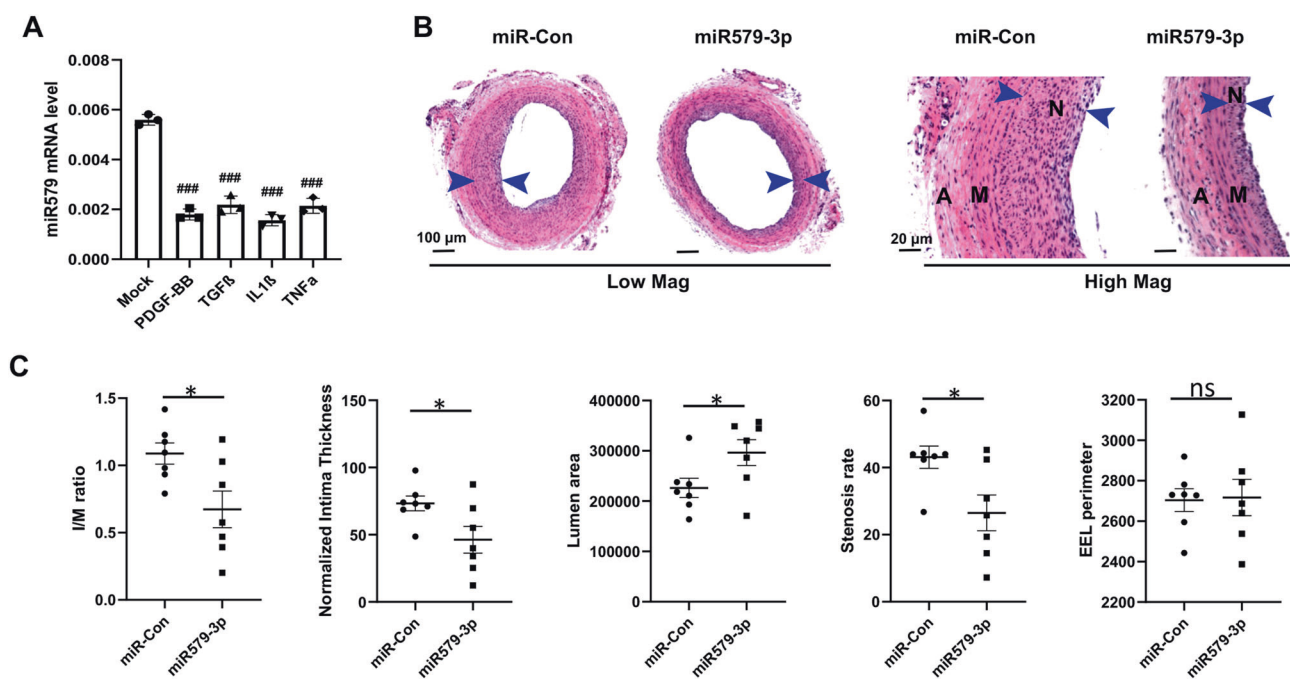 A
miR579 mRNA level
0.008
0.006
0.004
0.002
0.000
###
###
###
###
Mock
PDGF-BB
TGFß
IL1ß
TNFa
B
miR-Con
miR579-3p
miR-Con
miR579-3p
100 µm
Low Mag
N
A
M
20 µm
N
A
M
High Mag
C
I/M ratio
1.5
1.0
0.5
0.0
*
miR-Con
miR579-3p
Normalized Intima Thickness
150
100
50
0
*
miR-Con
miR579-3p
Lumen area
400000
300000
200000
100000
0
*
miR-Con
miR579-3p
Stenosis rate
60
40
20
0
*
miR-Con
miR579-3p
EEL perimeter
3200
3000
2800
2600
2400
2200
ns
miR-Con
miR579-3p